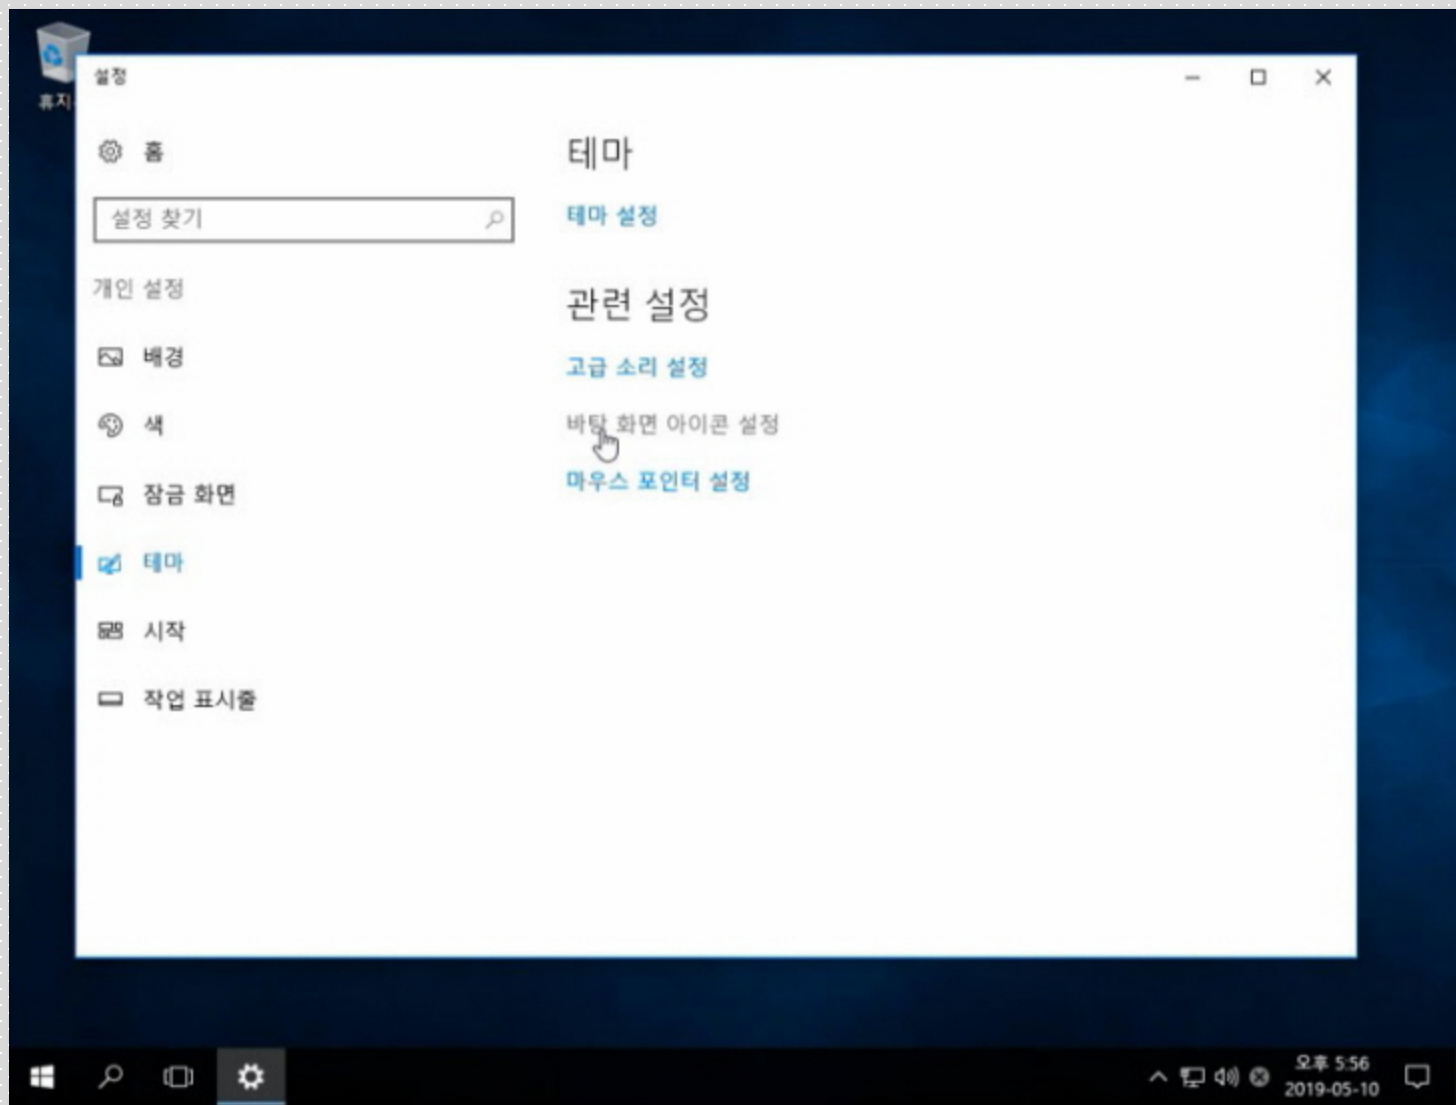 설정
홈
설정 찾기
개인 설정
배경
색
잠금 화면
테마
시작
작업 표시줄
테마
테마 설정
관련 설정
고급 소리 설정
바탕 화면 아이콘 설정
마우스 포인터 설정
오후 5:56
2019-05-10